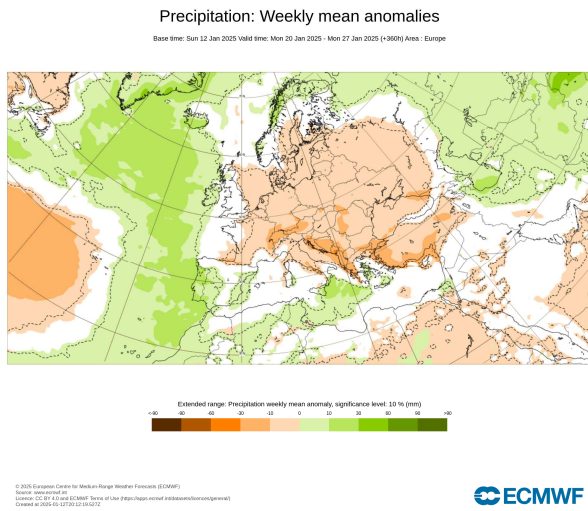 Precipitation: Weekly mean anomalies
Base time: Sun 12 Jan 2025 Valid time: Mon 20 Jan 2025 - Mon 27 Jan 2025 (+360h) Area : Europe
Extended range: Precipitation weekly mean anomaly, significance level: 10 % (mm)
<-90 -90 -60 -30 -10 0 10 30 60 90 >90
© 2025 European Centre for Medium-Range Weather Forecasts (ECMWF)
Source: www.ecmwf.int
Licence: CC BY 4.0 and ECMWF Terms of Use (https://apps.ecmwf.int/datasets/licences/general/)
Created at 2025-01-12T20:12:19.527Z
ECMWF